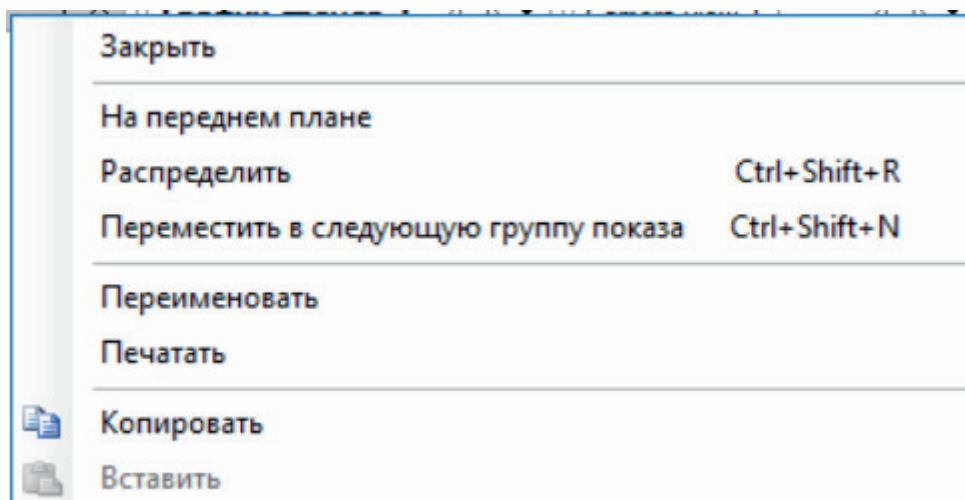 Закрыть
На переднем плане
Распределить Ctrl+Shift+R
Переместить в следующую группу показа Ctrl+Shift+N
Переименовать
Печатать
Копировать
Вставить